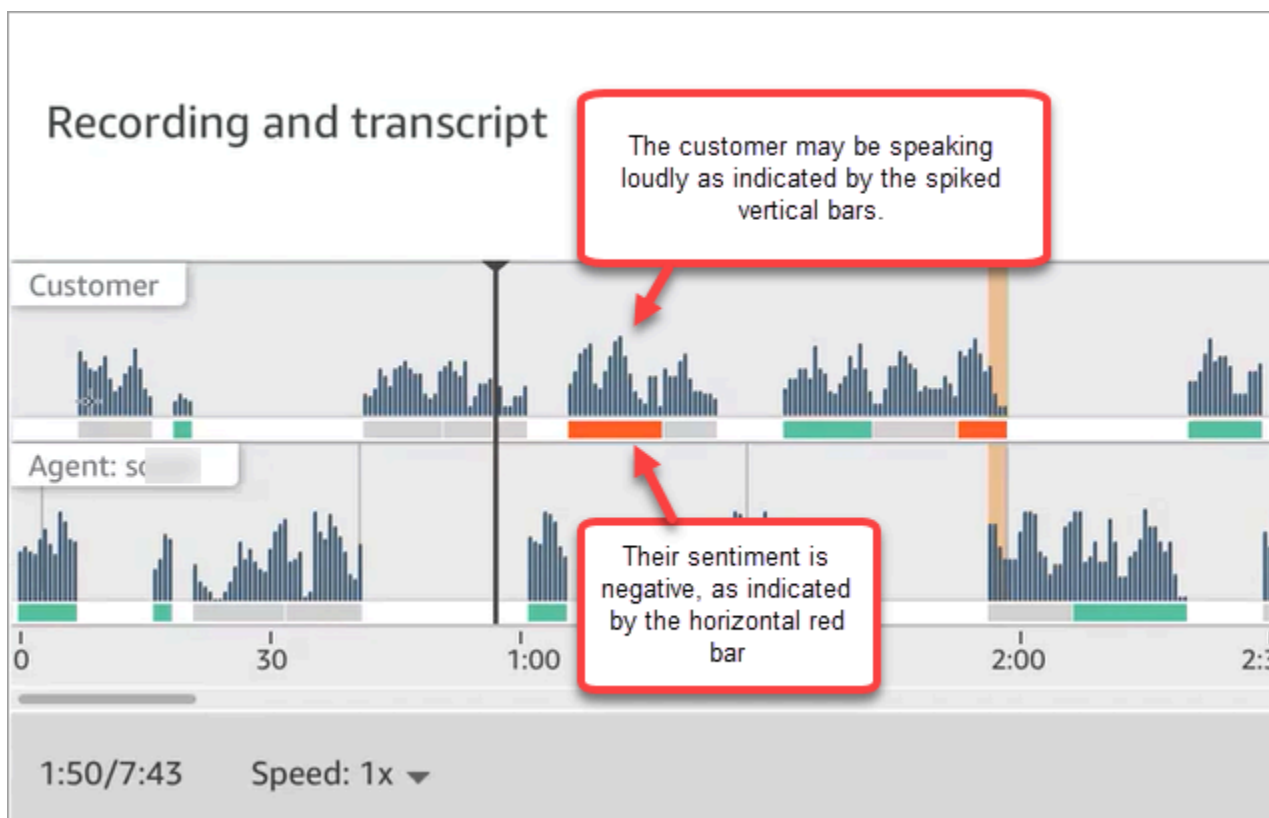 Recording and transcript
The customer may be speaking
loudly as indicated by the spiked
vertical bars.
Customer
Agent:
Their sentiment is
negative, as indicated
by the horizontal red
bar
0 30 1:00 2:00
1:50/7:43 Speed: 1x